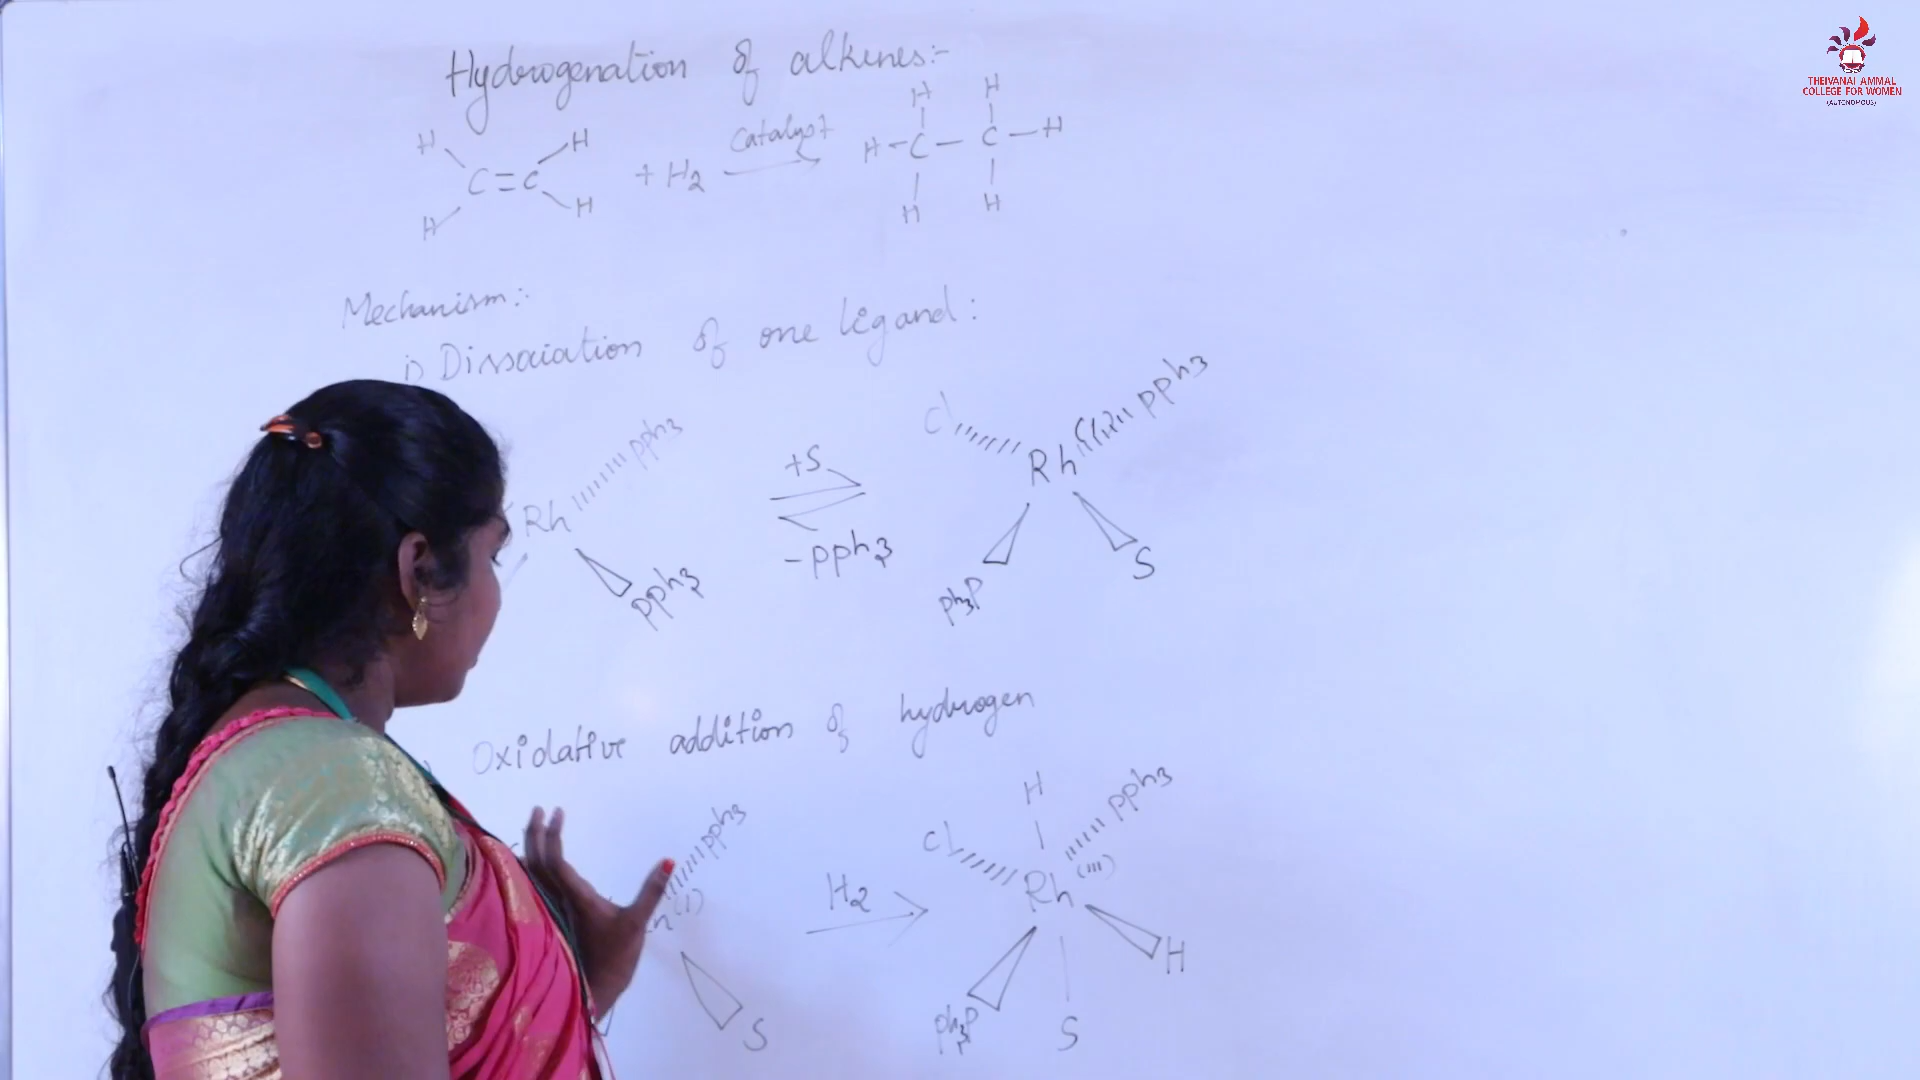 Hydrogenation of alkenes:-
H H
C = C
H H
+ H2
Catalyst
H H
H - C - C - H
H H
Mechanism:-
i) Dissociation of one ligand:
Rh
pph3
pph3
+S
-pph3
Cl
Rh(I)
pph3
ph3P
S
Oxidative addition of hydrogen
pph3
(I)
S
H2
H
Cl
pph3
Rh (III)
H
ph3P
S
THEIVANAI AMMAL
COLLEGE FOR WOMEN
(AUTONOMOUS)